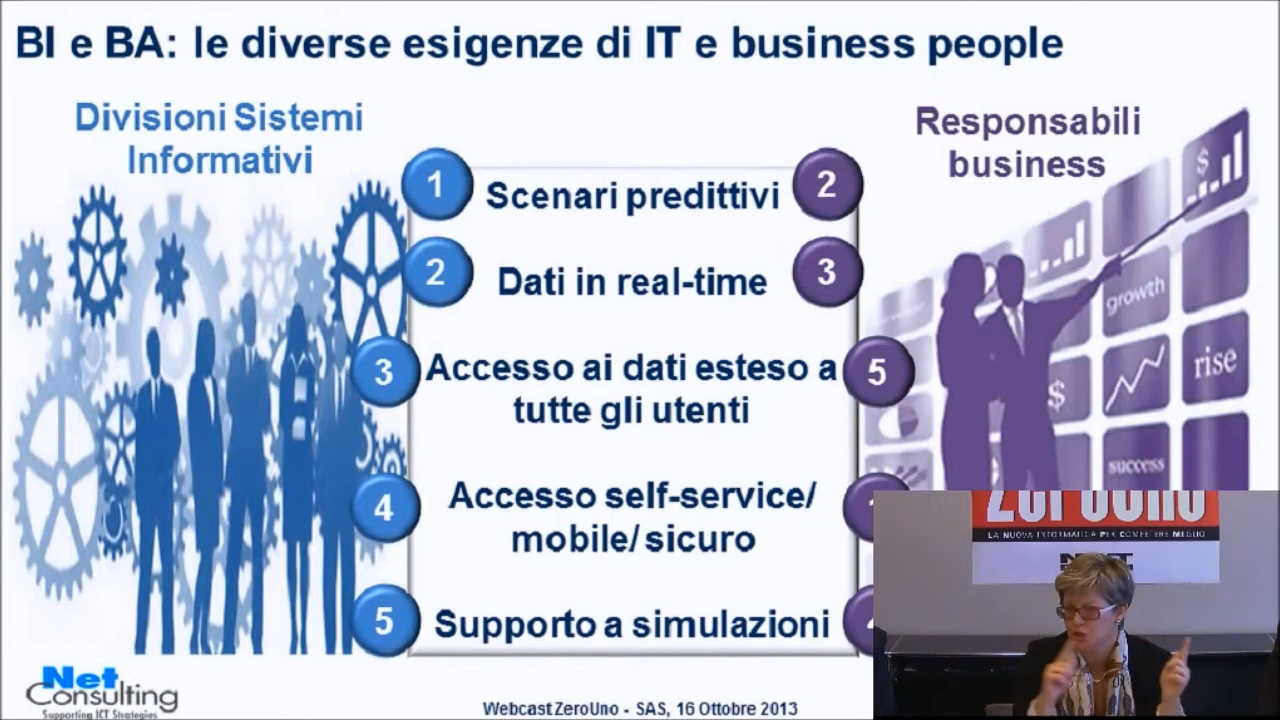 BI e BA: le diverse esigenze di IT e business people
Divisioni Sistemi
Informativi
Responsabili
business
1 Scenari predittivi 2
2 Dati in real-time 3
3 Accesso ai dati esteso a 5
tutte gli utenti
4 Accesso self-service/
mobile/ sicuro
5 Supporto a simulazioni
$
growth
$
rise
success
LA NUOVA INFORMATICA PER COMPETERE MEGLIO
Net
Consulting
Supporting ICT Strategies
Webcast ZeroUno - SAS, 16 Ottobre 2013